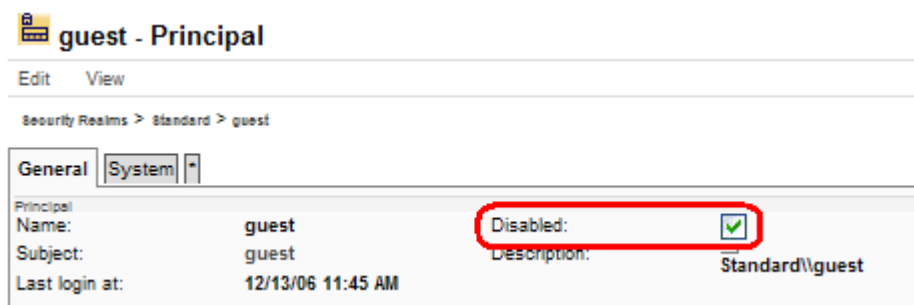 guest - Principal
Edit View
Security Realms > Standard > guest
General System *
Principal
Name: guest Disabled:
Subject: guest Description: Standard\\guest
Last login at: 12/13/06 11:45 AM